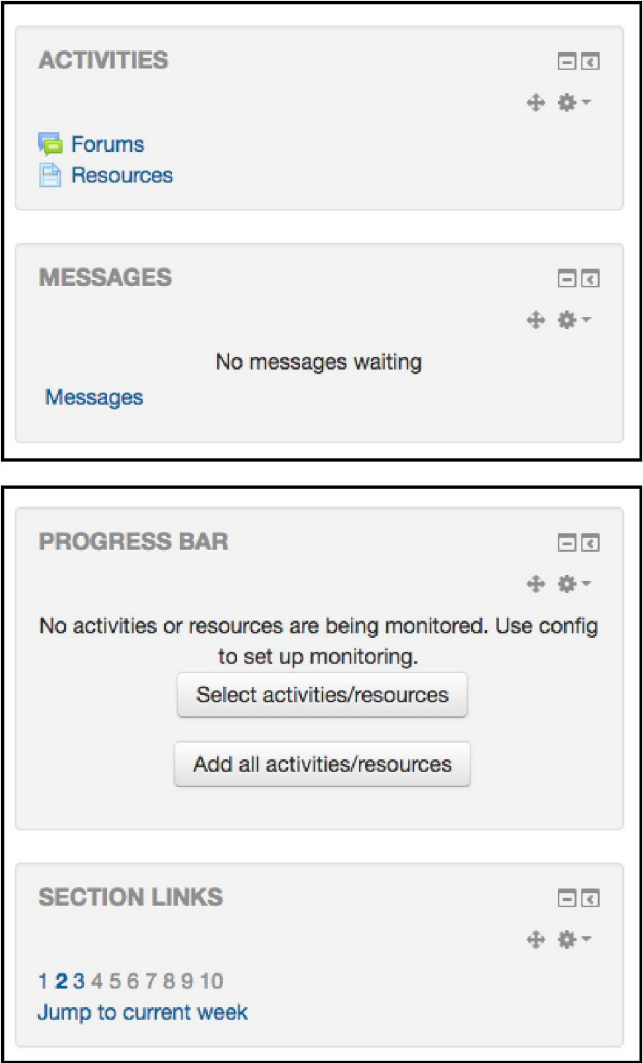 ACTIVITIES
Forums
Resources
MESSAGES
No messages waiting
Messages
PROGRESS BAR
No activities or resources are being monitored. Use config
to set up monitoring.
Select activities/resources
Add all activities/resources
SECTION LINKS
1 2 3 4 5 6 7 8 9 10
Jump to current week